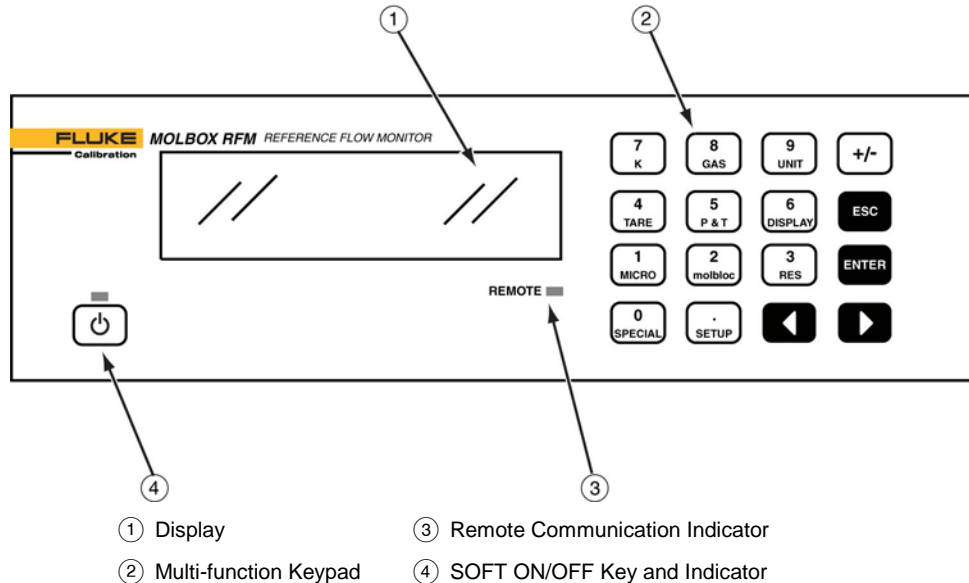 1 2
FLUKE MOLBOX RFM REFERENCE FLOW MONITOR
Calibration
7 8 9 +/-
K GAS UNIT
4 5 6 ESC
TARE P & T DISPLAY
1 2 3 ENTER
MICRO molbloc RES
REMOTE
0 .
SPECIAL SETUP
4 3
1 Display 3 Remote Communication Indicator
2 Multi-function Keypad 4 SOFT ON/OFF Key and Indicator